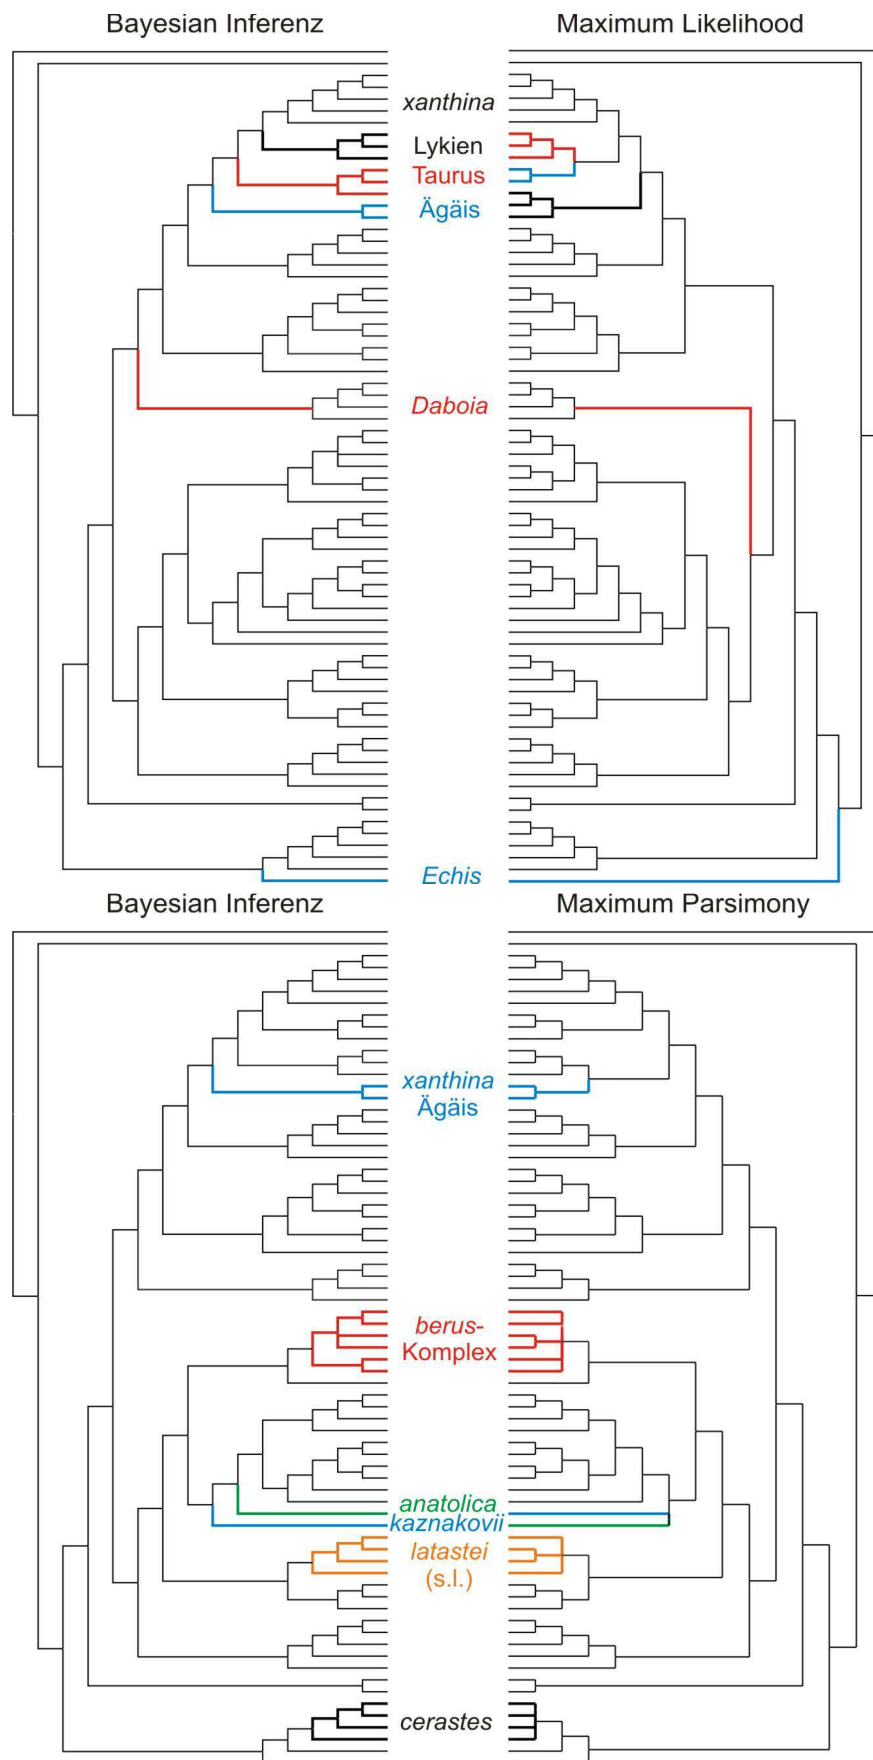 Bayesian Inferenz
Maximum Likelihood
xanthina
Lykien
Taurus
Ägäis
Daboia
Echis
Bayesian Inferenz
Maximum Parsimony
xanthina
Ägäis
berus-
Komplex
anatolica
kaznakovii
latastei
(s.l.)
cerastes